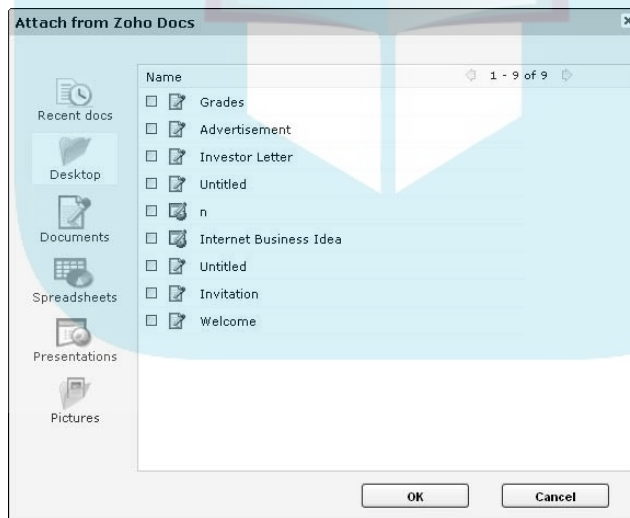 Attach from Zoho Docs
Name 1 - 9 of 9
Recent docs
Desktop
Documents
Spreadsheets
Presentations
Pictures
Grades
Advertisement
Investor Letter
Untitled
n
Internet Business Idea
Untitled
Invitation
Welcome
OK Cancel